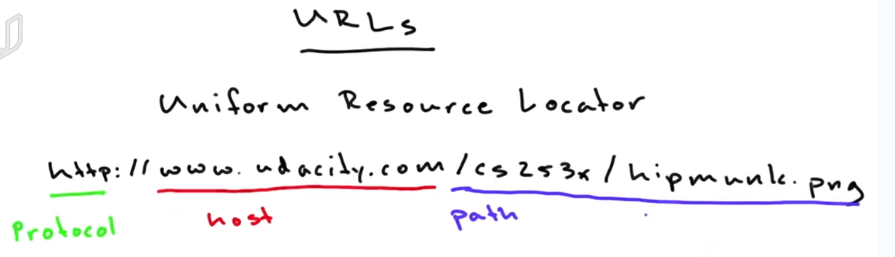 URLs
Uniform Resource Locator
http://www.udacity.com/cs253x/hipmunk.png
Protocol host path